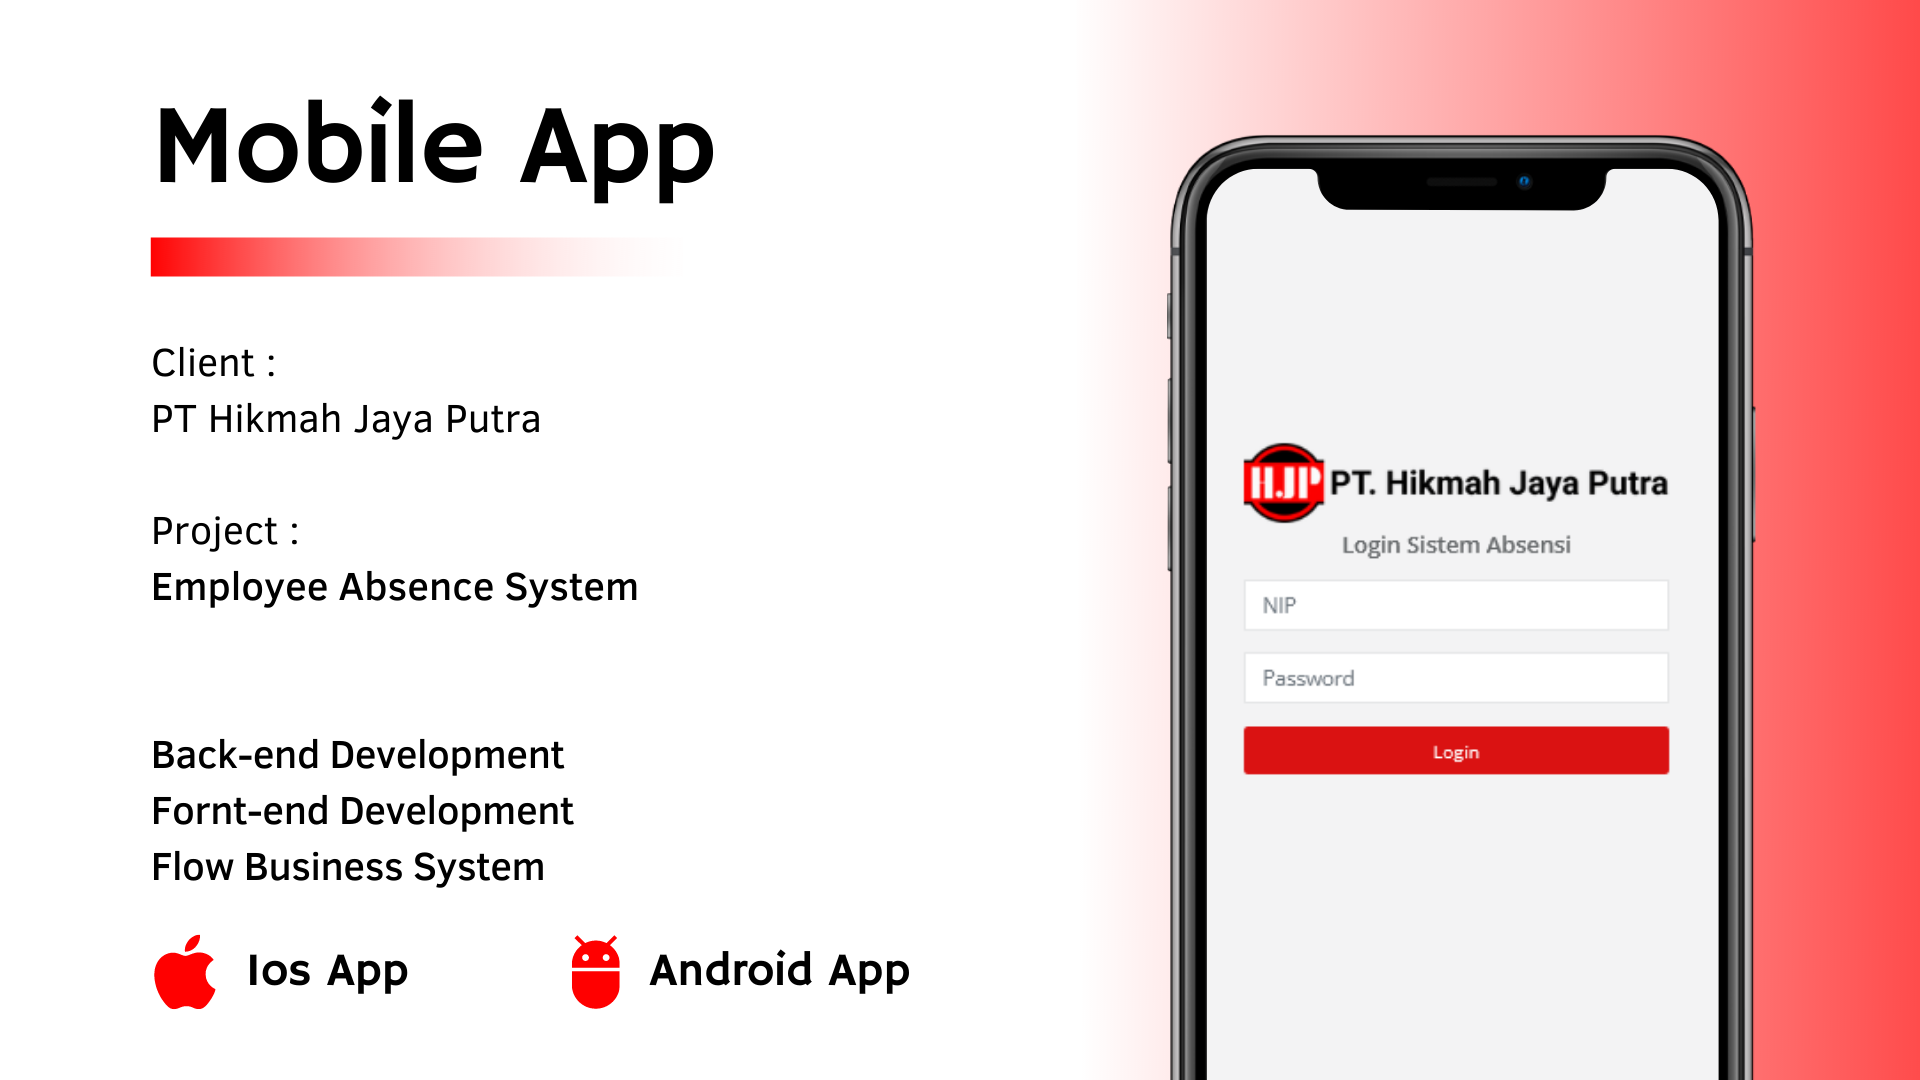 Mobile App
Client :
PT Hikmah Jaya Putra
Project :
Employee Absence System
Back-end Development
Fornt-end Development
Flow Business System
Ios App
Android App
HJP PT. Hikmah Jaya Putra
Login Sistem Absensi
NIP
Password
Login